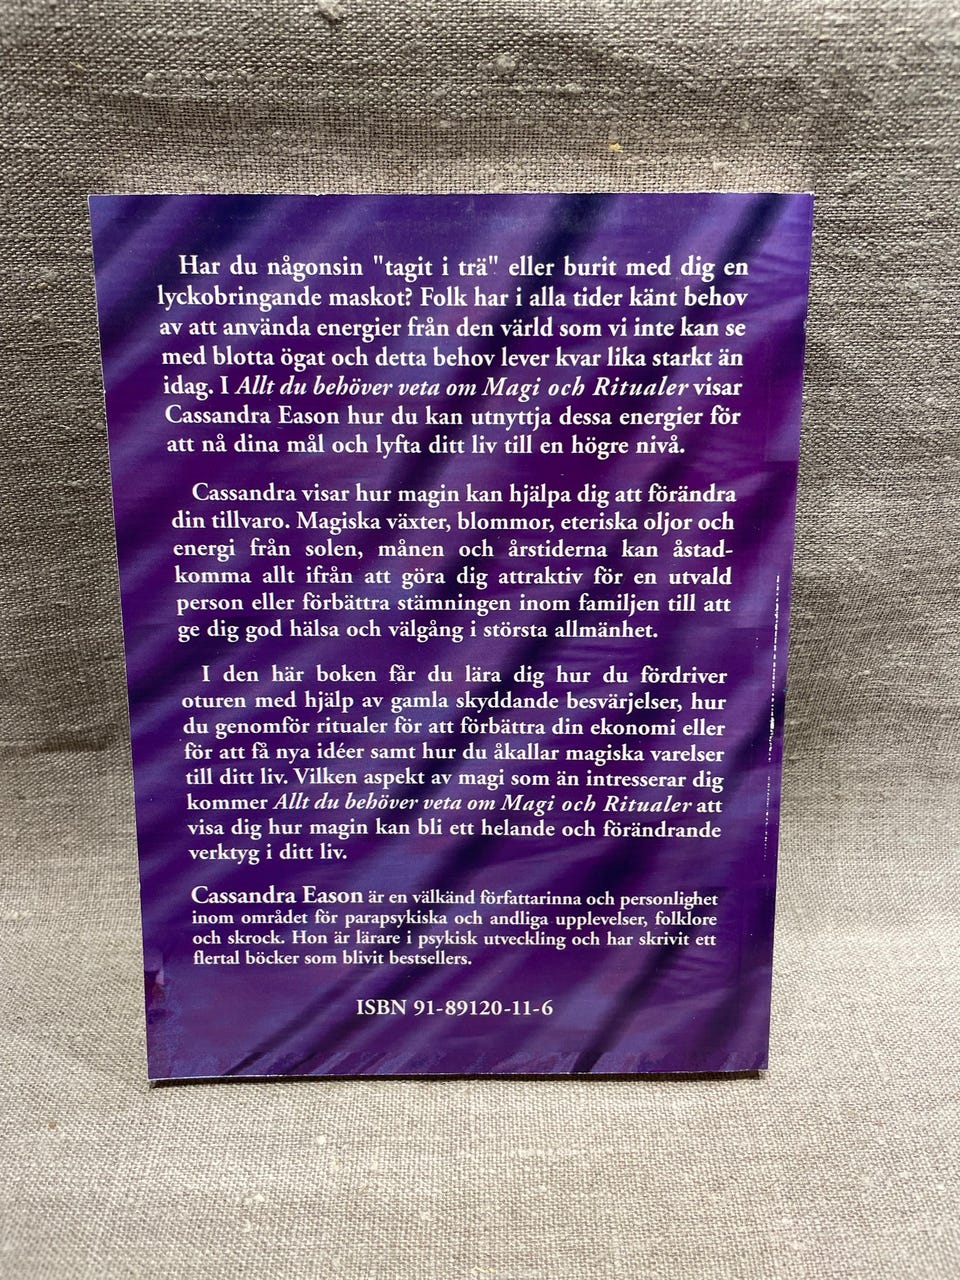 Har du någonsin "tagit i trä" eller burit med dig en
lyckobringande maskot? Folk har i alla tider känt behov
av att använda energier från den värld som vi inte kan se
med blotta ögat och detta behov lever kvar lika starkt än
idag. I Allt du behöver veta om Magi och Ritualer visar
Cassandra Eason hur du kan utnyttja dessa energier för
att nå dina mål och lyfta ditt liv till en högre nivå.
Cassandra visar hur magin kan hjälpa dig att förändra
din tillvaro. Magiska växter, blommor, eteriska oljor och
energi från solen, månen och årstiderna kan åstad-
komma allt ifrån att göra dig attraktiv för en utvald
person eller förbättra stämningen inom familjen till att
ge dig god hälsa och välgång i största allmänhet.
I den här boken får du lära dig hur du fördriver
oturen med hjälp av gamla skyddande besvärjelser, hur
du genomför ritualer för att förbättra din ekonomi eller
för att få nya idéer samt hur du åkallar magiska varelser
till ditt liv. Vilken aspekt av magi som än intresserar dig
kommer Allt du behöver veta om Magi och Ritualer att
visa dig hur magin kan bli ett helande och förändrande
verktyg i ditt liv.
Cassandra Eason är en välkänd författarinna och personlighet
inom området för parapsykiska och andliga upplevelser, folklore
och skrock. Hon är lärare i psykisk utveckling och har skrivit ett
flertal böcker som blivit bestsellers.
ISBN 91-89120-11-6